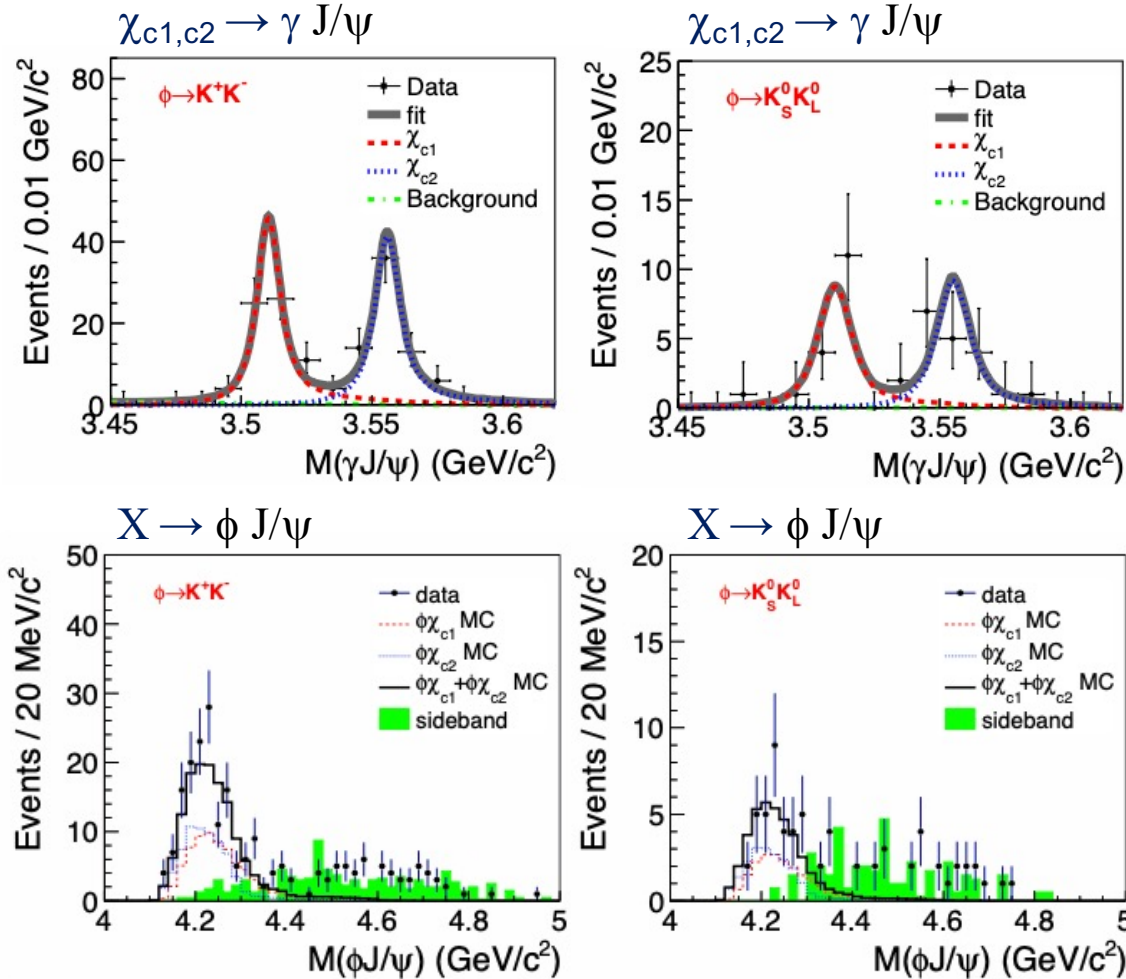 χc1,c2 → γ J/ψ
Events / 0.01 GeV/c²
80
60
40
20
0
ϕ→K⁺K⁻
Data
fit
χc1
χc2
Background
3.45 3.5 3.55 3.6
M(γJ/ψ) (GeV/c²)
χc1,c2 → γ J/ψ
Events / 0.01 GeV/c²
25
20
15
10
5
0
ϕ→K⁰_S K⁰_L
Data
fit
χc1
χc2
Background
3.45 3.5 3.55 3.6
M(γJ/ψ) (GeV/c²)
X → ϕ J/ψ
Events / 20 MeV/c²
50
40
30
20
10
0
ϕ→K⁺K⁻
data
ϕχc1 MC
ϕχc2 MC
ϕχc1+ϕχc2 MC
sideband
4 4.2 4.4 4.6 4.8 5
M(ϕJ/ψ) (GeV/c²)
X → ϕ J/ψ
Events / 20 MeV/c²
20
15
10
5
0
ϕ→K⁰_S K⁰_L
data
ϕχc1 MC
ϕχc2 MC
ϕχc1+ϕχc2 MC
sideband
4 4.2 4.4 4.6 4.8 5
M(ϕJ/ψ) (GeV/c²)